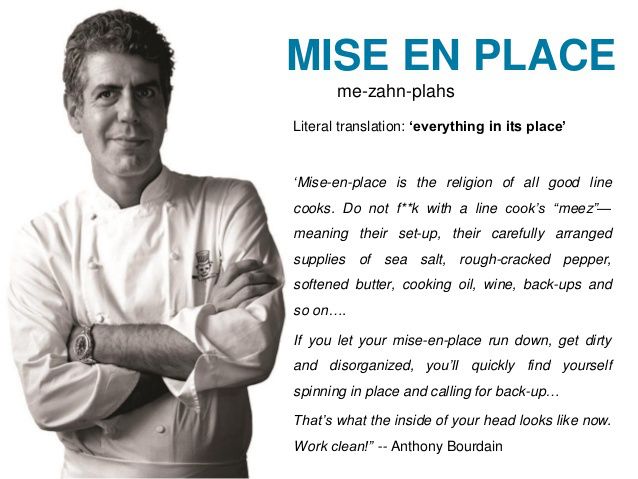 MISE EN PLACE
me-zahn-plahs
Literal translation: ‘everything in its place’
‘Mise-en-place is the religion of all good line
cooks. Do not f**k with a line cook’s “meez”—
meaning their set-up, their carefully arranged
supplies of sea salt, rough-cracked pepper,
softened butter, cooking oil, wine, back-ups and
so on….
If you let your mise-en-place run down, get dirty
and disorganized, you’ll quickly find yourself
spinning in place and calling for back-up…
That’s what the inside of your head looks like now.
Work clean!” -- Anthony Bourdain